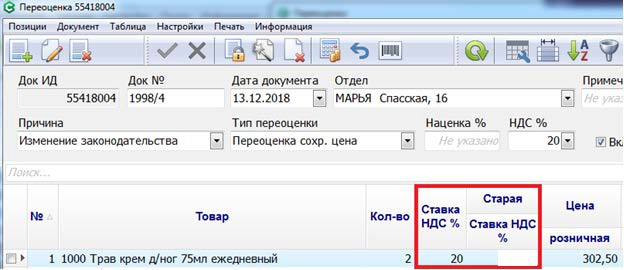 Переоценка 55418004
Позиции Документ Таблица Настройки Печать Информация
Док ИД Док № Дата документа Отдел Примеч
55418004 1998/4 13.12.2018 МАРЬЯ Спасская, 16 Не указа
Причина Тип переоценки Наценка % НДС %
Изменение законодательства Переоценка сохр. цена Не указано 20 Вкл
Поиск...
№ Товар Кол-во Ставка НДС % Старая Ставка НДС % Цена розничная
1 1000 Трав крем д/ног 75мл ежедневный 2 20 302,50